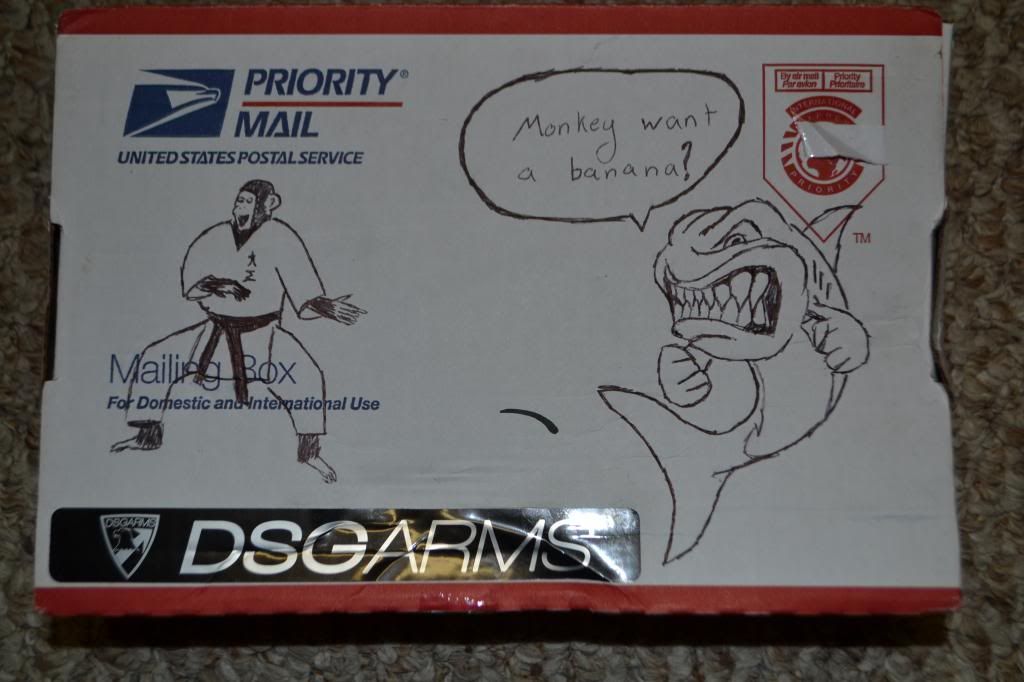 PRIORITY®
MAIL
UNITED STATES POSTAL SERVICE
Monkey want
a banana?
By air mail
Par avion
Priority
Prioritaire
INTERNATIONAL
PRIORITY
TM
Mailing Box
For Domestic and International Use
DSGARMS
DSGARMS